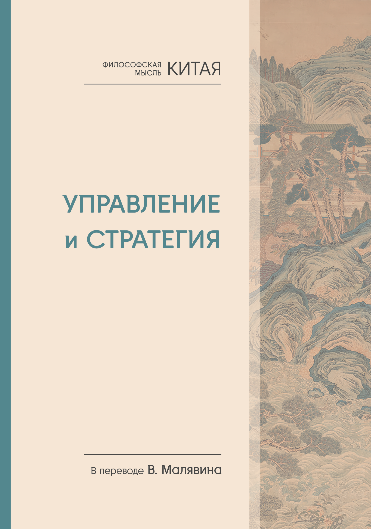 ФИЛОСОФСКАЯ
МЫСЛЬ КИТАЯ
УПРАВЛЕНИЕ
и СТРАТЕГИЯ
В переводе В. Малявина